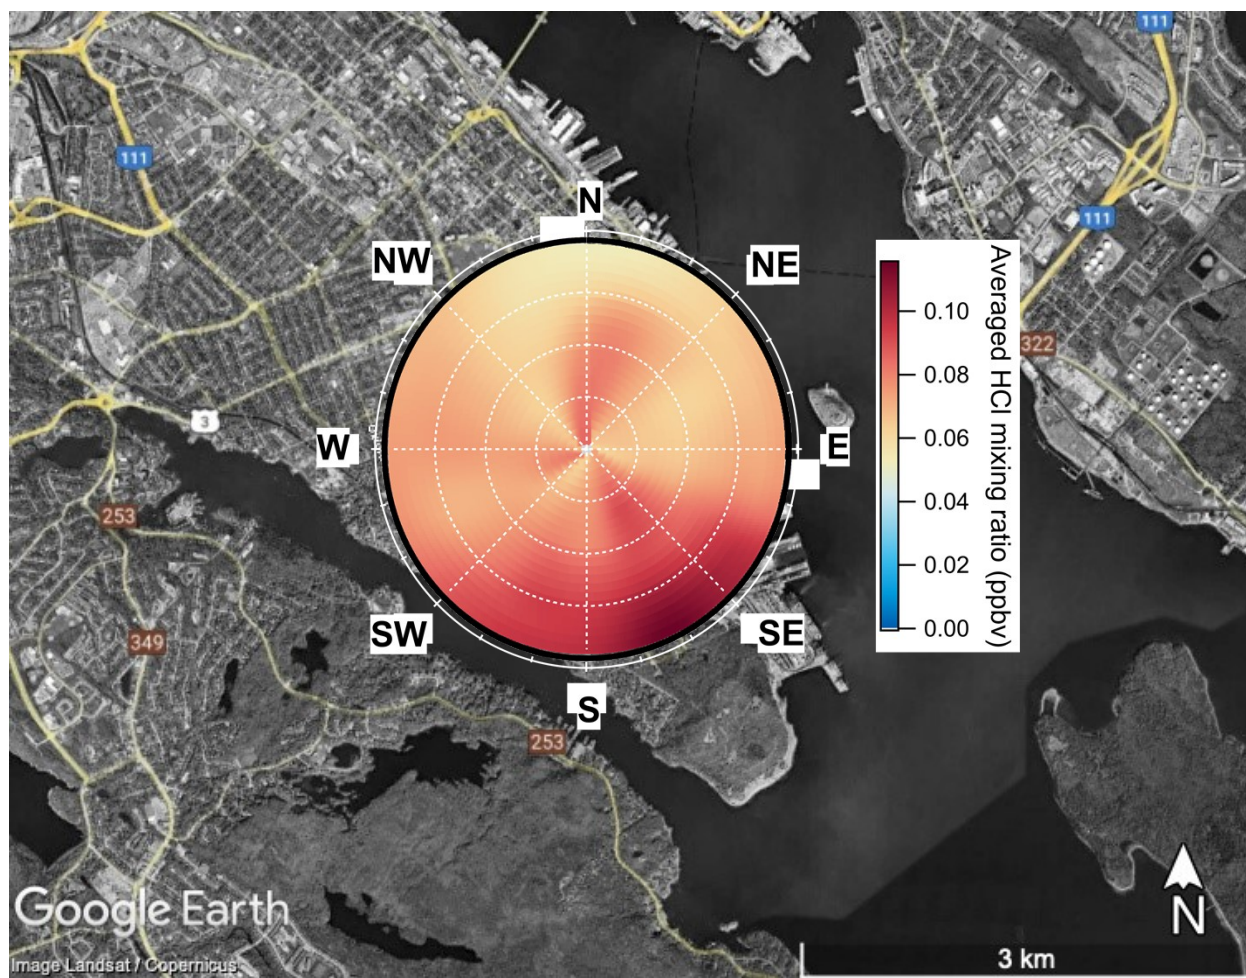 111
111
N
NW
NE
111
Averaged HCl mixing ratio (ppbv)
0.10
322
0.08
3
W
E
0.06
0.04
253
0.02
0.00
SW
SE
349
S
253
Google Earth
N
3 km
Image Landsat / Copernicus